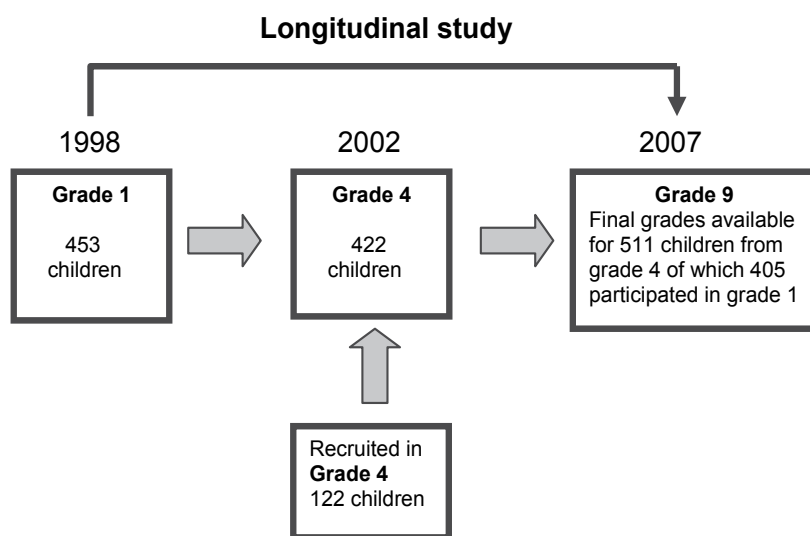 Longitudinal study
1998
Grade 1
453
children
2002
Grade 4
422
children
2007
Grade 9
Final grades available
for 511 children from
grade 4 of which 405
participated in grade 1
Recruited in
Grade 4
122 children